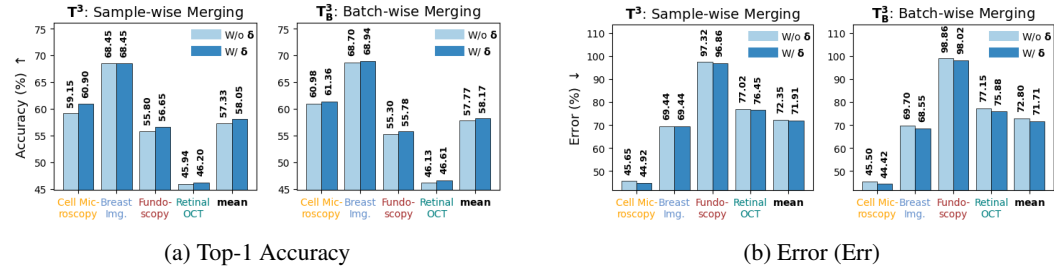 T³: Sample-wise Merging
Accuracy (%) ↑
75
70
65
60
55
50
45
W/o δ
W/ δ
59.15
60.90
68.45
68.45
55.80
56.65
45.94
46.20
57.33
58.05
Cell Mic-
roscopy
Breast
Img.
Fundo-
scopy
Retinal
OCT
mean
T³_B: Batch-wise Merging
75
70
65
60
55
50
45
W/o δ
W/ δ
60.98
61.36
68.70
68.94
55.30
55.78
46.13
46.61
57.77
58.17
Cell Mic-
roscopy
Breast
Img.
Fundo-
scopy
Retinal
OCT
mean
(a) Top-1 Accuracy
T³: Sample-wise Merging
Error (%) ↓
110
100
90
80
70
60
50
W/o δ
W/ δ
45.65
44.92
69.44
69.44
97.32
96.86
77.02
76.45
72.35
71.91
Cell Mic-
roscopy
Breast
Img.
Fundo-
scopy
Retinal
OCT
mean
T³_B: Batch-wise Merging
110
100
90
80
70
60
50
W/o δ
W/ δ
45.50
44.42
69.70
68.55
98.86
98.02
77.15
75.88
72.80
71.71
Cell Mic-
roscopy
Breast
Img.
Fundo-
scopy
Retinal
OCT
mean
(b) Error (Err)